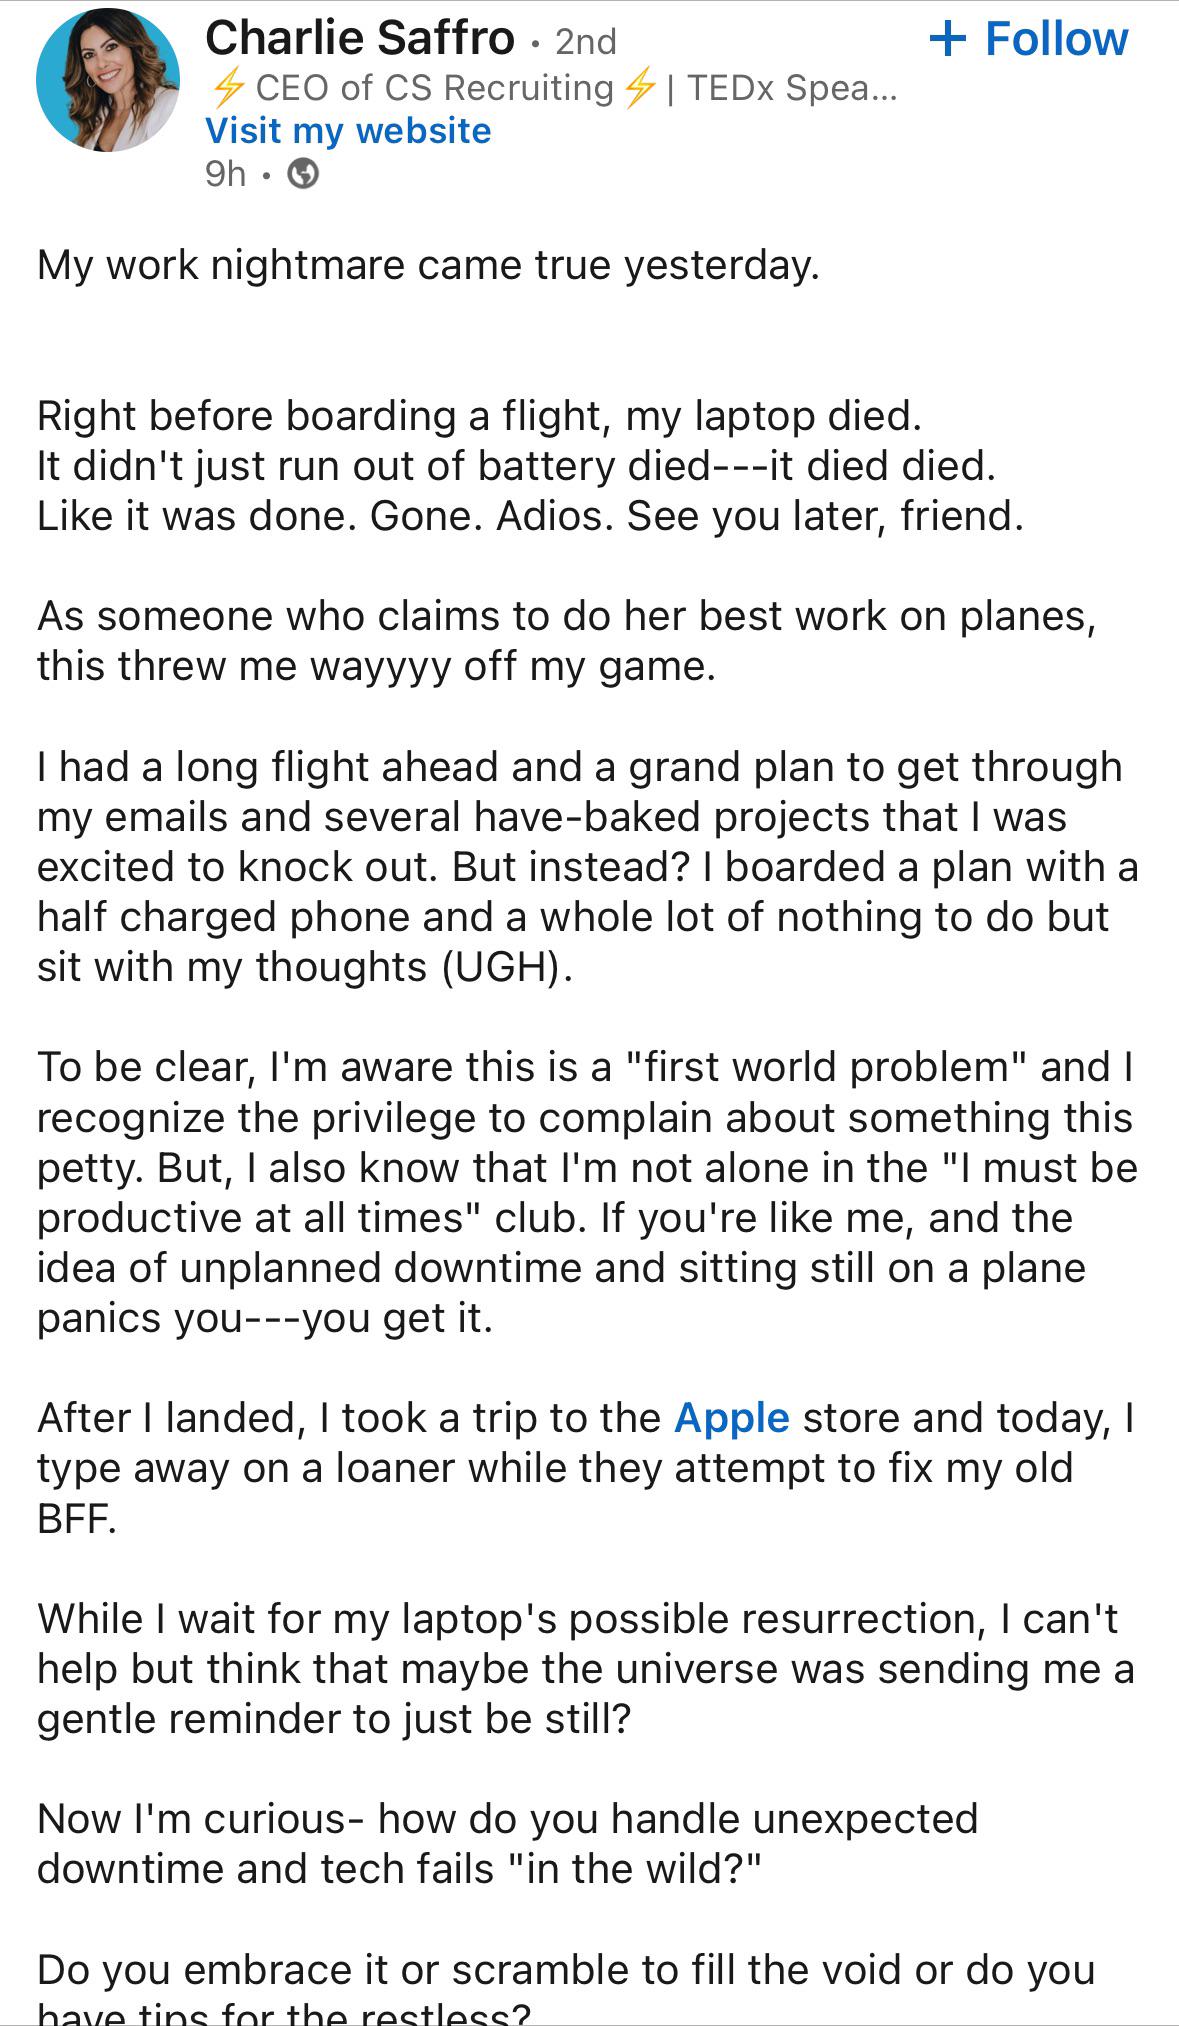 Charlie Saffro • 2nd
+ Follow
⚡ CEO of CS Recruiting ⚡ | TEDx Spea...
Visit my website
9h •
My work nightmare came true yesterday.
Right before boarding a flight, my laptop died.
It didn't just run out of battery died---it died died.
Like it was done. Gone. Adios. See you later, friend.
As someone who claims to do her best work on planes,
this threw me wayyyy off my game.
I had a long flight ahead and a grand plan to get through
my emails and several have-baked projects that I was
excited to knock out. But instead? I boarded a plan with a
half charged phone and a whole lot of nothing to do but
sit with my thoughts (UGH).
To be clear, I'm aware this is a "first world problem" and I
recognize the privilege to complain about something this
petty. But, I also know that I'm not alone in the "I must be
productive at all times" club. If you're like me, and the
idea of unplanned downtime and sitting still on a plane
panics you---you get it.
After I landed, I took a trip to the Apple store and today, I
type away on a loaner while they attempt to fix my old
BFF.
While I wait for my laptop's possible resurrection, I can't
help but think that maybe the universe was sending me a
gentle reminder to just be still?
Now I'm curious- how do you handle unexpected
downtime and tech fails "in the wild?"
Do you embrace it or scramble to fill the void or do you
have tips for the restless?